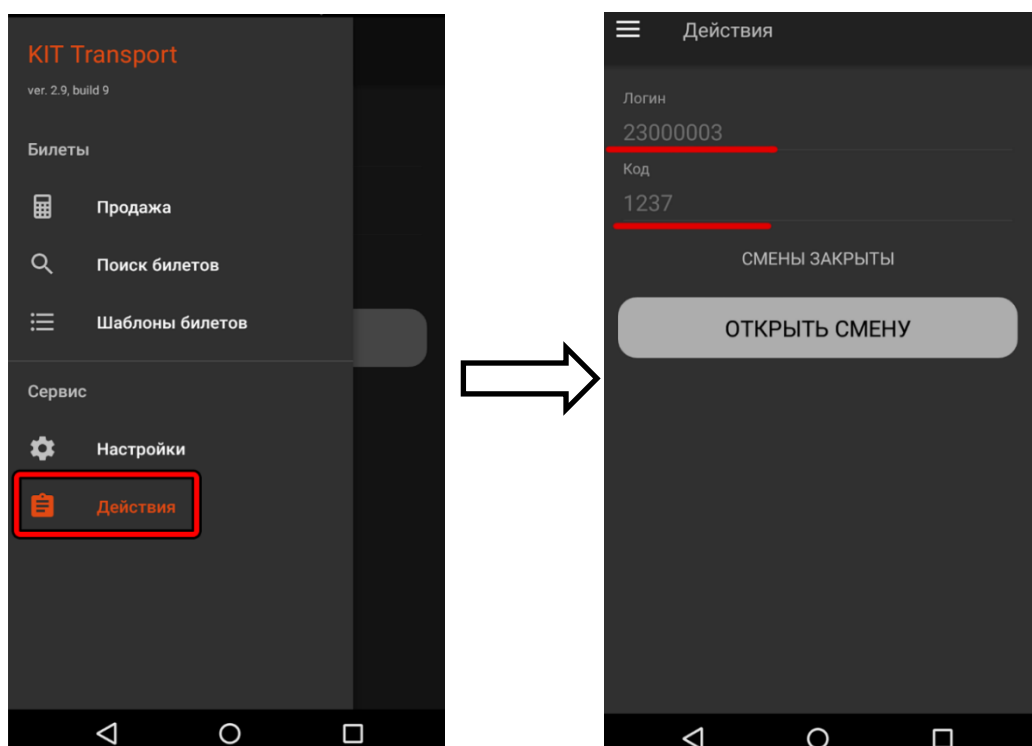 KIT Transport
ver. 2.9, build 9
Билеты
Продажа
Поиск билетов
Шаблоны билетов
Сервис
Настройки
Действия
Действия
Логин
23000003
Код
1237
СМЕНЫ ЗАКРЫТЫ
ОТКРЫТЬ СМЕНУ